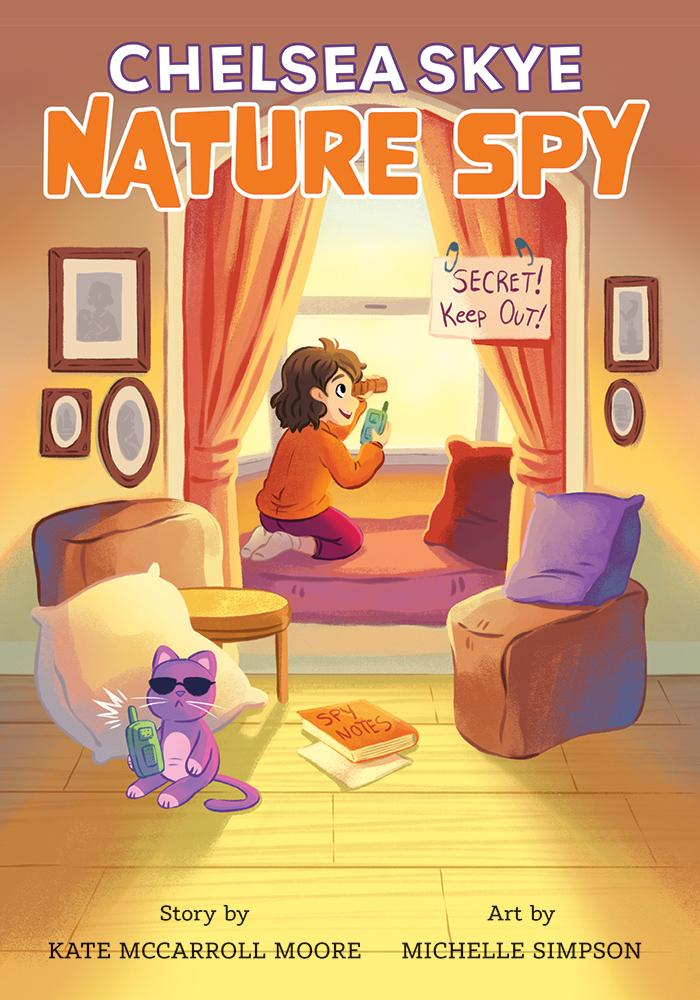 CHELSEA SKYE
NATURE SPY
SECRET!
Keep OUT!
SPY
NOTES
Story by
KATE MCCARROLL MOORE
Art by
MICHELLE SIMPSON